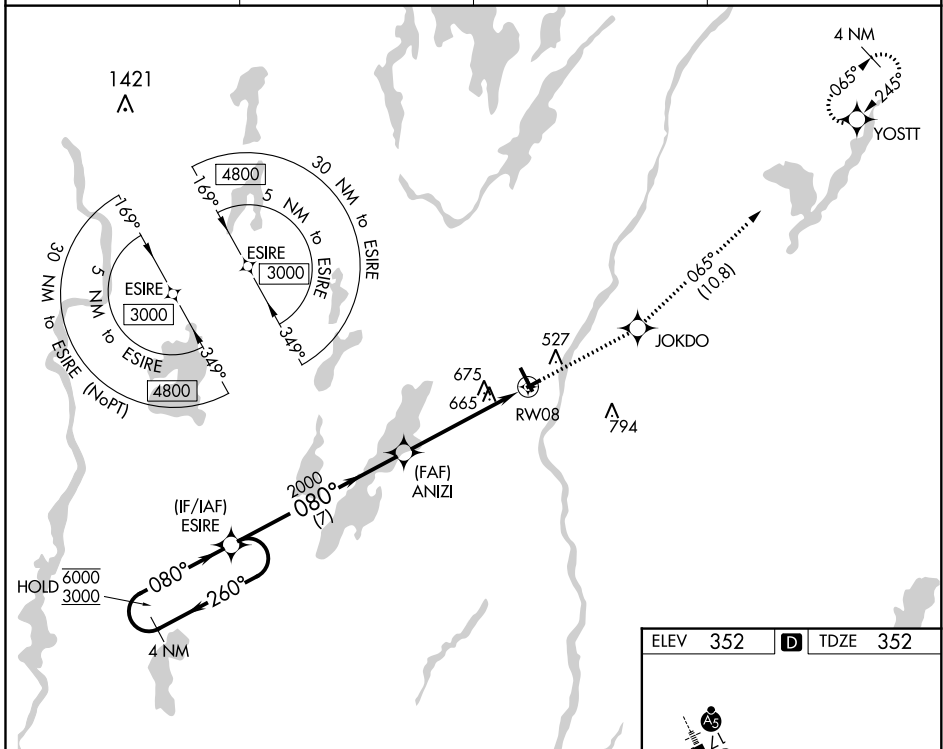 1421
4 NM
065°
245°
YOSTT
4800
169°
30 NM to ESIRE
5 NM to ESIRE
ESIRE
3000
349°
169°
30 NM to ESIRE (NoPT)
5 NM to ESIRE
ESIRE
3000
349°
4800
065°
(10.8)
JOKDO
527
675
665
RW08
794
(FAF)
ANIZI
2000
080°
(7)
(IF/IAF)
ESIRE
HOLD 6000
3000
080°
260°
4 NM
ELEV 352 D TDZE 352
A5
17